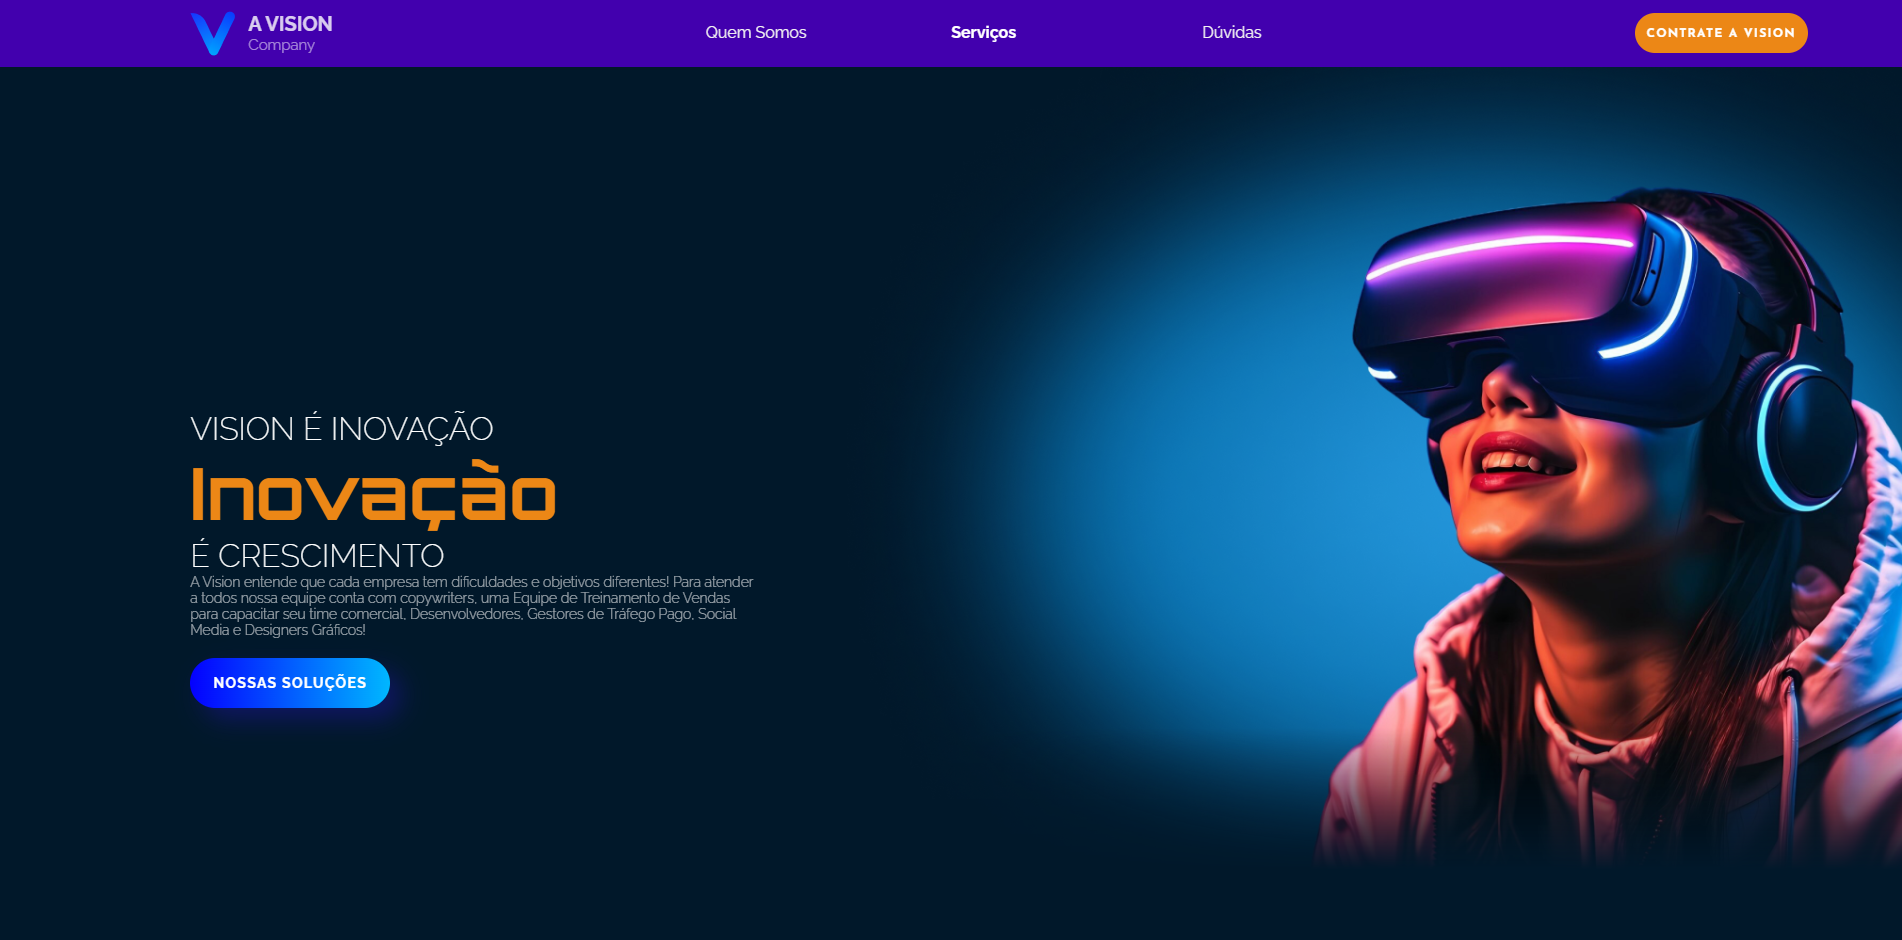 A VISION
Company
Quem Somos
Serviços
Dúvidas
CONTRATE A VISION
VISION É INOVAÇÃO
Inovação
É CRESCIMENTO
A Vision entende que cada empresa tem dificuldades e objetivos diferentes! Para atender
a todos nossa equipe conta com copywriters, uma Equipe de Treinamento de Vendas
para capacitar seu time comercial, Desenvolvedores, Gestores de Tráfego Pago, Social
Media e Designers Gráficos!
NOSSAS SOLUÇÕES